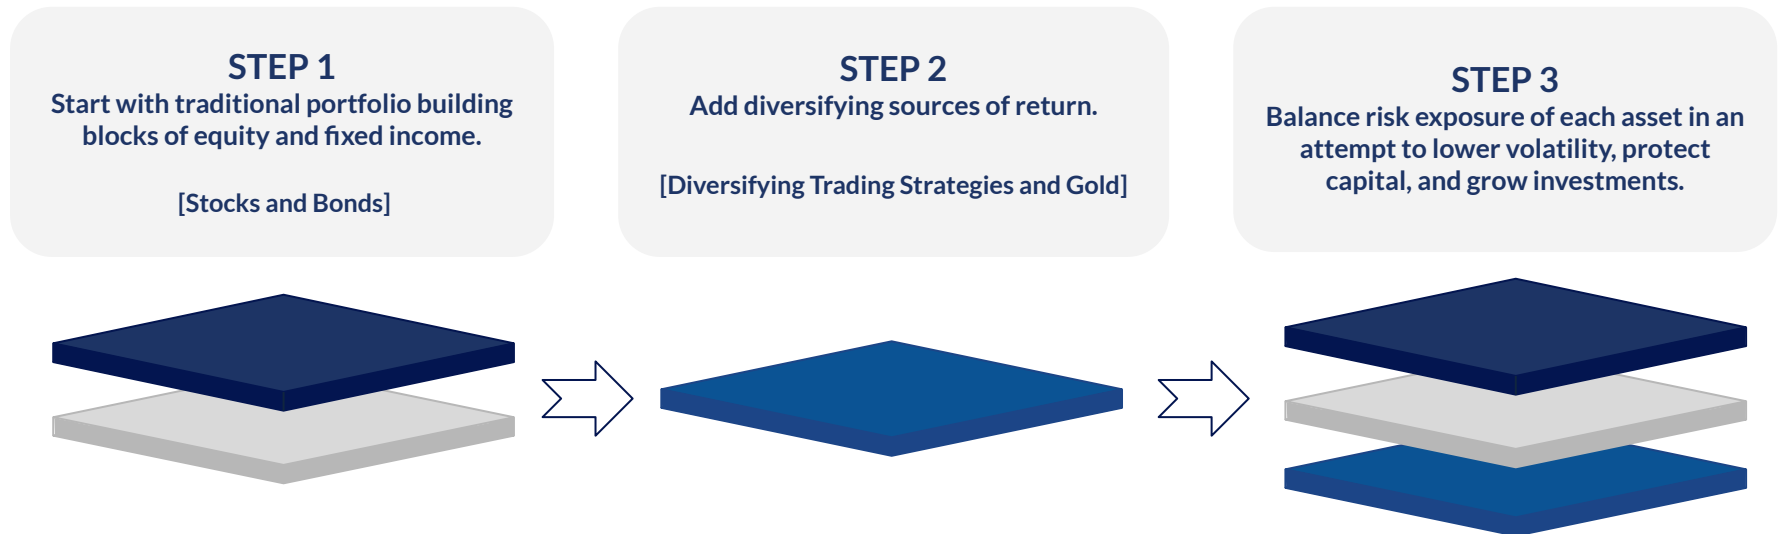 STEP 1
Start with traditional portfolio building
blocks of equity and fixed income.
[Stocks and Bonds]
STEP 2
Add diversifying sources of return.
[Diversifying Trading Strategies and Gold]
STEP 3
Balance risk exposure of each asset in an
attempt to lower volatility, protect
capital, and grow investments.